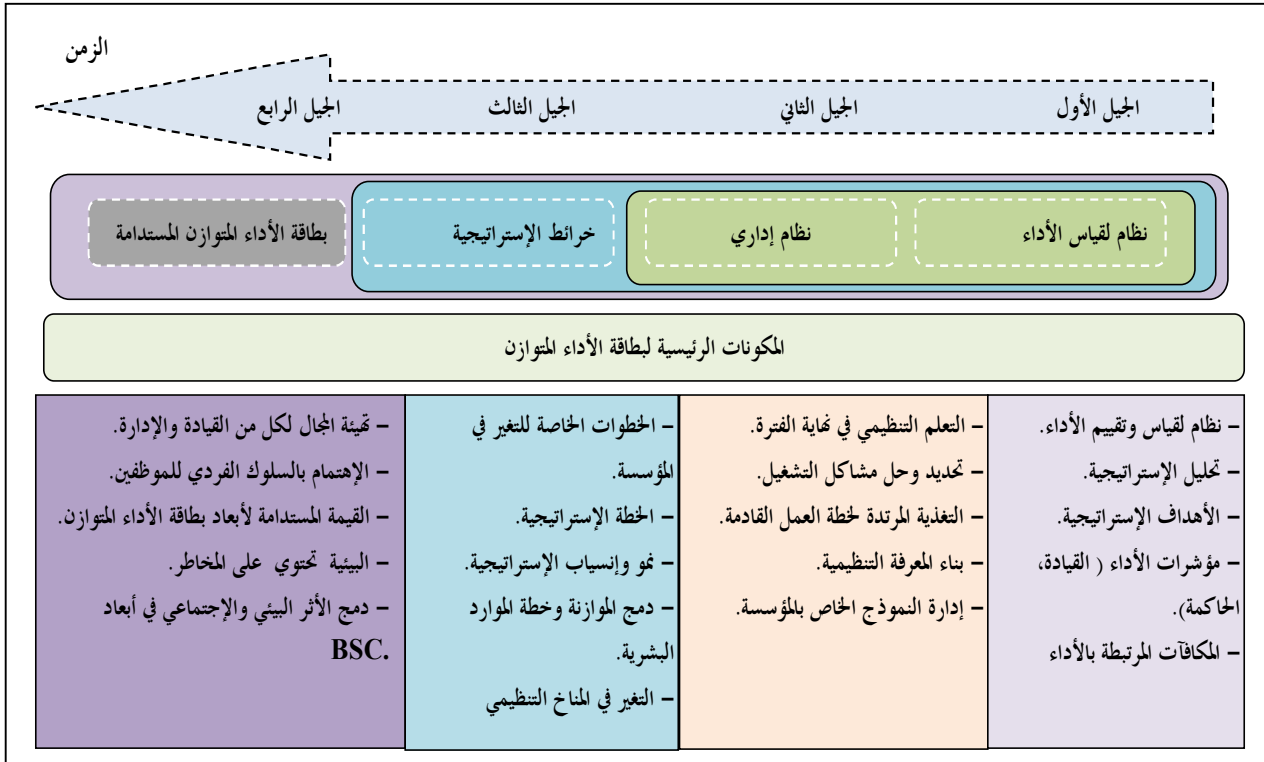 الزمن
الجيل الأول
الجيل الثاني
الجيل الثالث
الجيل الرابع
نظام لقياس الأداء
نظام إداري
خرائط الإستراتيجية
بطاقة الأداء المتوازن المستدامة
المكونات الرئيسية لبطاقة الأداء المتوازن
– نظام لقياس وتقييم الأداء.
– تحليل الإستراتيجية.
– الأهداف الإستراتيجية.
– مؤشرات الأداء ( القيادة،
الحاكمة).
– المكافآت المرتبطة بالأداء
– التعلم التنظيمي في نهاية الفترة.
– تحديد وحل مشاكل التشغيل.
– التغذية المرتدة لخطة العمل القادمة.
– بناء المعرفة التنظيمية.
– إدارة النموذج الخاص بالمؤسسة.
– الخطوات الخاصة للتغير في
المؤسسة.
– الخطة الإستراتيجية.
– نمو وإنسياب الإستراتيجية.
– دمج الموازنة وخطة الموارد
البشرية.
– التغير في المناخ التنظيمي
– تهيئة المجال لكل من القيادة والإدارة.
– الإهتمام بالسلوك الفردي للموظفين.
– القيمة المستدامة لأبعاد بطاقة الأداء المتوازن.
– البيئية تحتوي على المخاطر.
– دمج الأثر البيئي والإجتماعي في أبعاد
BSC.